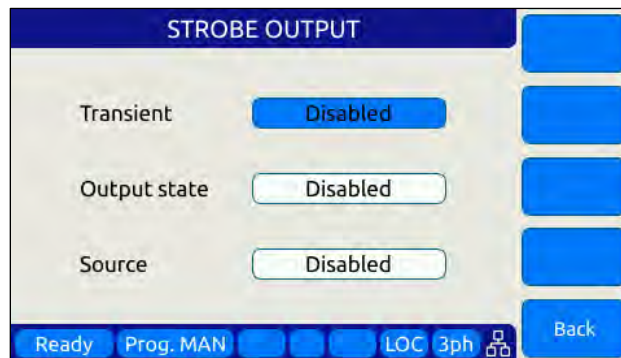 STROBE OUTPUT
Transient Disabled
Output state Disabled
Source Disabled
Back
Ready Prog. MAN LOC 3ph